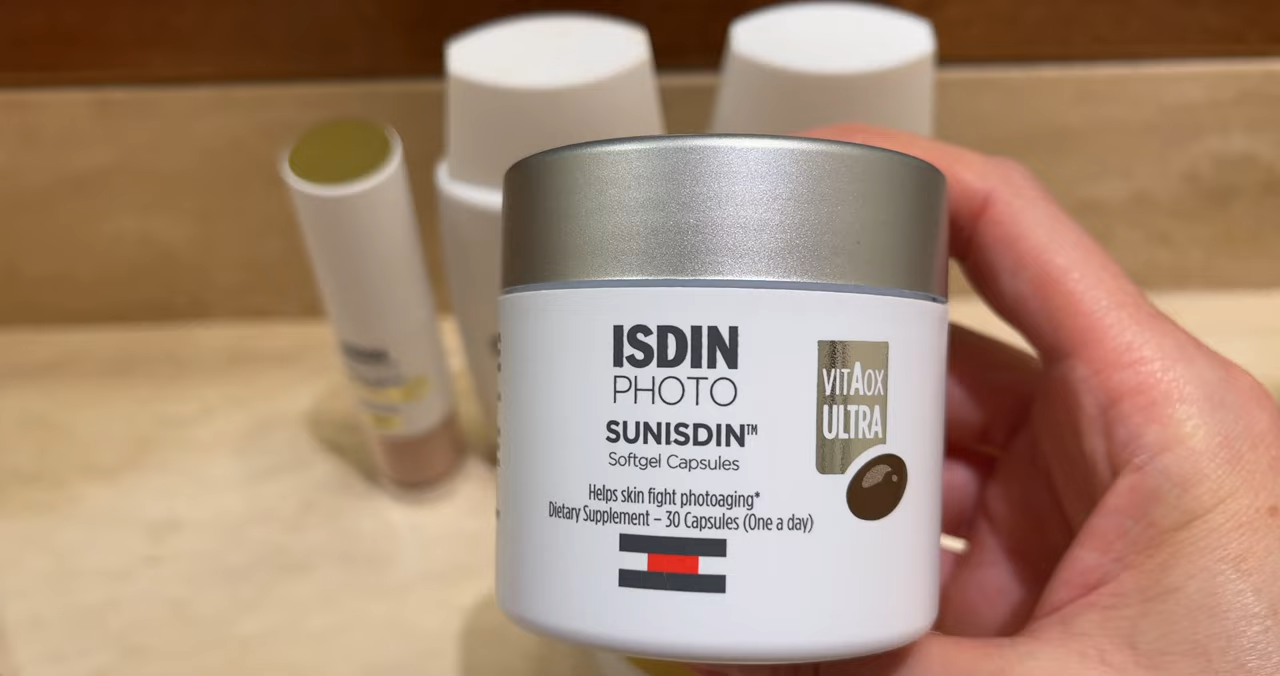 ISDIN
PHOTO
SUNISDIN™
Softgel Capsules
Helps skin fight photoaging*
Dietary Supplement – 30 Capsules (One a day)
VITAOX
ULTRA